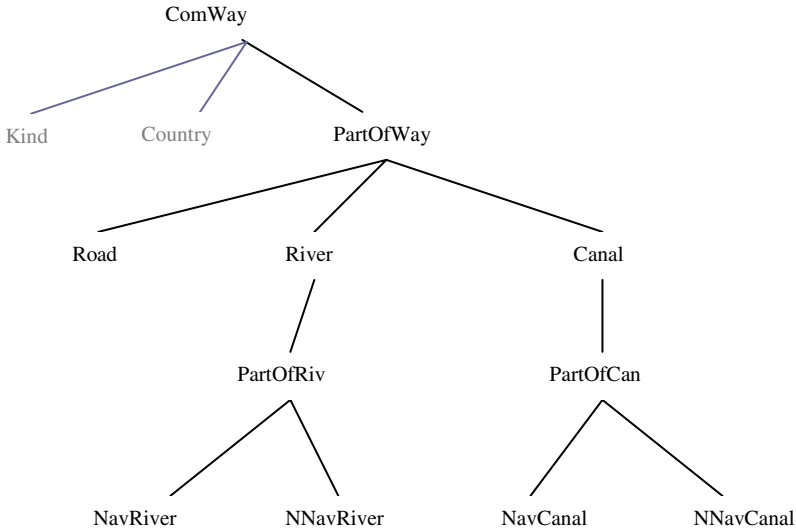 ComWay
Kind Country PartOfWay
Road River Canal
PartOfRiv PartOfCan
NavRiver NNavRiver NavCanal NNavCanal